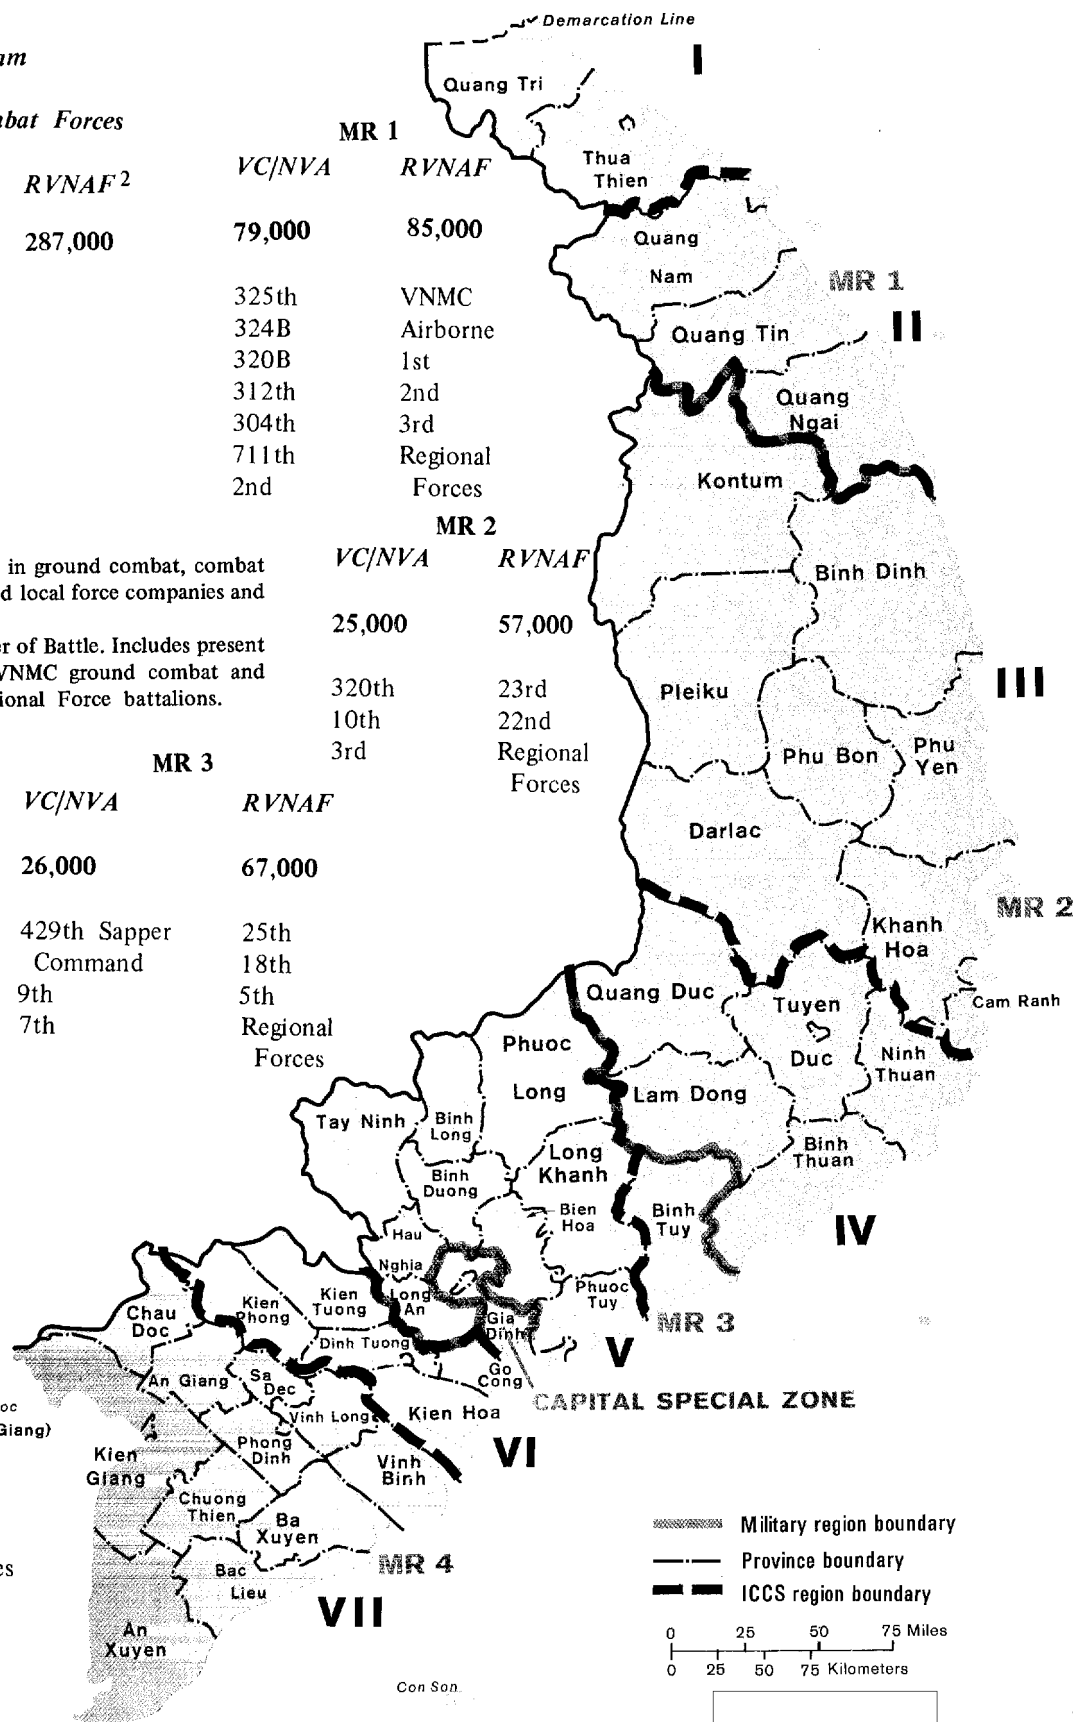 Demarcation Line
am
bat Forces
RVNAF²
287,000
MR 1
VC/NVA RVNAF
79,000 85,000
325th VNMC
324B Airborne
320B 1st
312th 2nd
304th 3rd
711th Regional
2nd Forces
MR 2
VC/NVA RVNAF
25,000 57,000
320th 23rd
10th 22nd
3rd Regional
Forces
in ground combat, combat
d local force companies and
er of Battle. Includes present
VNMC ground combat and
ional Force battalions.
MR 3
VC/NVA RVNAF
26,000 67,000
429th Sapper 25th
Command 18th
9th 5th
7th Regional
Forces
I
Quang Tri
Thua
Thien
Quang
Nam
MR 1
II
Quang Tin
Quang
Ngai
Kontum
Binh Dinh
III
Pleiku
Phu Bon
Phu
Yen
Darlac
MR 2
Khanh
Hoa
Cam Ranh
Quang Duc
Tuyen
Duc
Ninh
Thuan
Phuoc
Long
Lam Dong
Tay Ninh
Binh
Long
Long
Khanh
Binh
Thuan
Binh
Duong
Bien
Hoa
Binh
Tuy
IV
Hau
Nghia
Phuoc
Tuy
MR 3
Long
An
Gia
Dinh
V
Kien
Tuong
Kien
Phong
Chau
Doc
Dinh Tuong
Go
Cong
CAPITAL SPECIAL ZONE
An Giang
Sa
Dec
Vinh Long
Kien Hoa
VI
oc
Giang)
Kien
Giang
Phong
Dinh
Vinh
Binh
Chuong
Thien
Ba
Xuyen
MR 4
Bac
Lieu
VII
es
An
Xuyen
Con Son
Military region boundary
Province boundary
ICCS region boundary
0 25 50 75 Miles
0 25 50 75 Kilometers